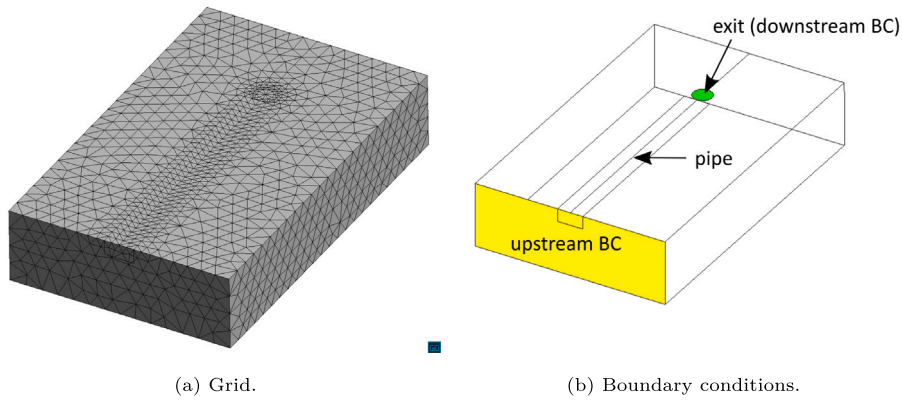 exit (downstream BC)
pipe
upstream BC
(a) Grid.
(b) Boundary conditions.